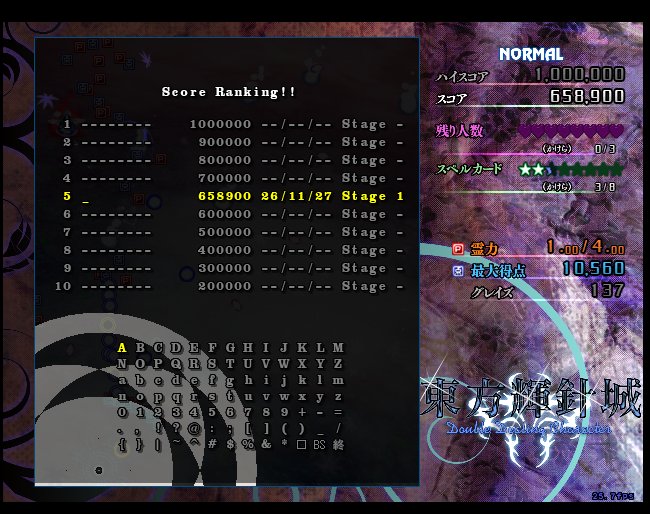 Score Ranking!!
1 -------- 1000000 --/--/-- Stage -
2 -------- 900000 --/--/-- Stage -
3 -------- 800000 --/--/-- Stage -
4 -------- 700000 --/--/-- Stage -
5 _ 658900 26/11/27 Stage 1
6 -------- 600000 --/--/-- Stage -
7 -------- 500000 --/--/-- Stage -
8 -------- 400000 --/--/-- Stage -
9 -------- 300000 --/--/-- Stage -
10 -------- 200000 --/--/-- Stage -
A B C D E F G H I J K L M
N O P Q R S T U V W X Y Z
a b c d e f g h i j k l m
n o p q r s t u v w x y z
0 1 2 3 4 5 6 7 8 9 + - =
. , ! ? @ : ; [ ] ( ) _ /
{ } | ~ ^ # $ % & * □ BS 終
NORMAL
ハイスコア 1,000,000
スコア 658,900
残り人数
(かけら) 0/3
スペルカード
(かけら) 3/8
P 霊力 1.00/4.00
最大得点 10,560
グレイズ 137
東方輝針城
Double Dealing Character
25.7fps